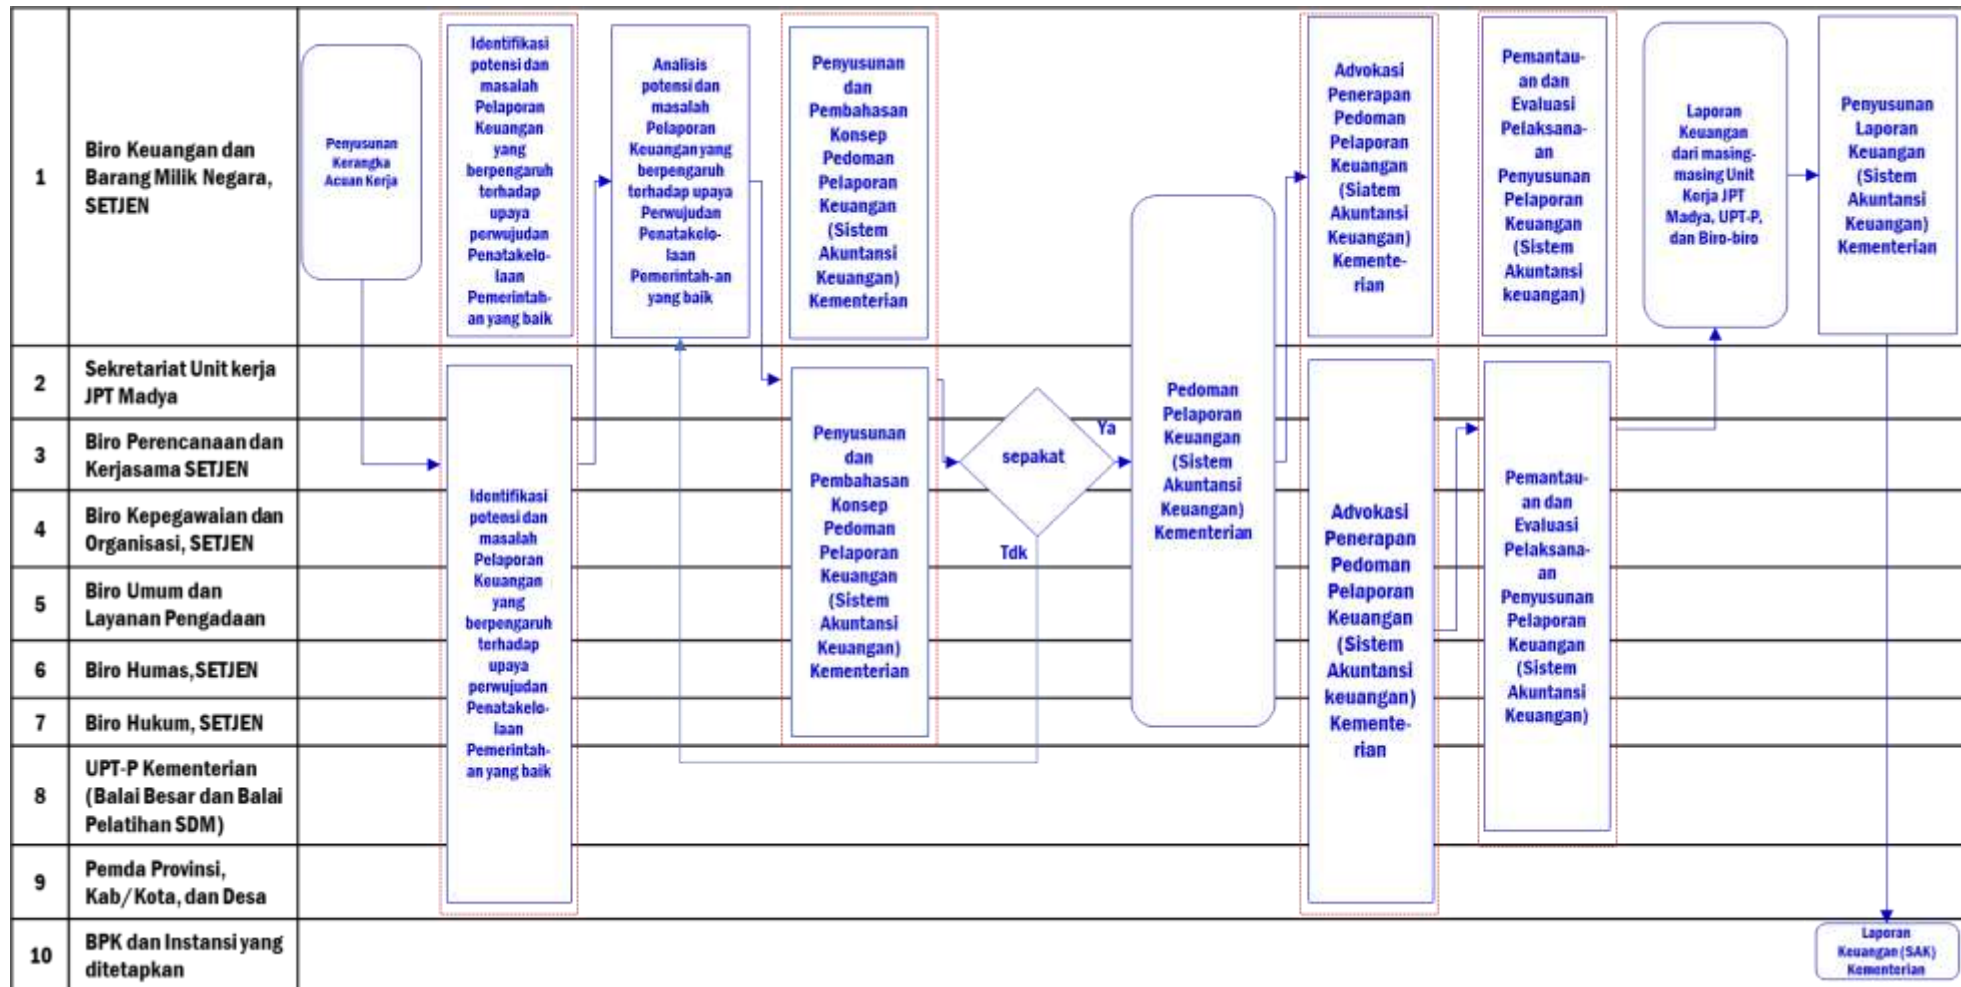 1
Biro Keuangan dan
Barang Milik Negara,
SETJEN
2
Sekretariat Unit kerja
JPT Madya
3
Biro Perencanaan dan
Kerjasama SETJEN
4
Biro Kepegawaian dan
Organisasi, SETJEN
5
Biro Umum dan
Layanan Pengadaan
6
Biro Humas,SETJEN
7
Biro Hukum, SETJEN
8
UPT-P Kementerian
(Balai Besar dan Balai
Pelatihan SDM)
9
Pemda Provinsi,
Kab/Kota, dan Desa
10
BPK dan Instansi yang
ditetapkan
Penyusunan
Kerangka
Acuan Kerja
Identifikasi
potensi dan
masalah
Pelaporan
Keuangan
yang
berpengaruh
terhadap
upaya
perwujudan
Penatakelo-
laan
Pemerintah-
an yang baik
Identifikasi
potensi dan
masalah
Pelaporan
Keuangan
yang
berpengaruh
terhadap
upaya
perwujudan
Penatakelo-
laan
Pemerintah-
an yang baik
Analisis
potensi dan
masalah
Pelaporan
Keuangan yang
berpengaruh
terhadap upaya
Perwujudan
Penatakelo-
laan
Pemerintah-an
yang baik
Penyusunan
dan
Pembahasan
Konsep
Pedoman
Pelaporan
Keuangan
(Sistem
Akuntansi
Keuangan)
Kementerian
Penyusunan
dan
Pembahasan
Konsep
Pedoman
Pelaporan
Keuangan
(Sistem
Akuntansi
Keuangan)
Kementerian
sepakat
Ya
Tdk
Pedoman
Pelaporan
Keuangan
(Sistem
Akuntansi
Keuangan)
Kementerian
Advokasi
Penerapan
Pedoman
Pelaporan
Keuangan
(Siatem
Akuntansi
Keuangan)
Kemente-
rian
Advokasi
Penerapan
Pedoman
Pelaporan
Keuangan
(Sistem
Akuntansi
keuangan)
Kemente-
rian
Pemantau-
an dan
Evaluasi
Pelaksana-
an
Penyusunan
Pelaporan
Keuangan
(Sistem
Akuntansi
keuangan)
Pemantau-
an dan
Evaluasi
Pelaksana-
an
Penyusunan
Pelaporan
Keuangan
(Sistem
Akuntansi
Keuangan)
Laporan
Keuangan
dari masing-
masing Unit
Kerja JPT
Madya, UPT-P,
dan Biro-biro
Penyusunan
Laporan
Keuangan
(Sistem
Akuntansi
Keuangan)
Kementerian
Laporan
Keuangan (SAK)
Kementerian